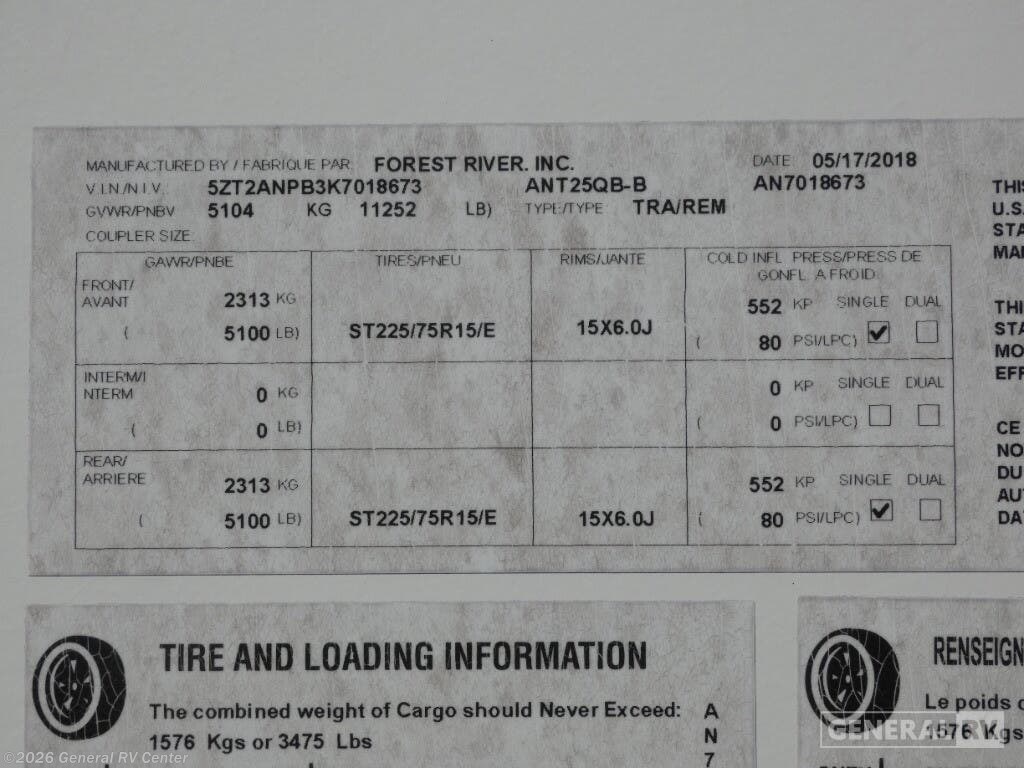 MANUFACTURED BY / FABRIQUE PAR: FOREST RIVER. INC. DATE: 05/17/2018
V.I.N/N.I.V. 5ZT2ANPB3K7018673 ANT25QB-B AN7018673
GVWR/PNBV 5104 KG 11252 LB) TYPE/TYPE TRA/REM
COUPLER SIZE:
GAWR/PNBE TIRES/PNEU RIMS/JANTE COLD INFL PRESS/PRESS DE
GONFL A FROID:
FRONT/
AVANT 2313 KG 552 KP SINGLE DUAL
( 5100 LB) ST225/75R15/E 15X6.0J ( 80 PSI/LPC)
INTERM/I
NTERM 0 KG 0 KP SINGLE DUAL
( 0 LB) ( 0 PSI/LPC)
REAR/
ARRIERE 2313 KG 552 KP SINGLE DUAL
( 5100 LB) ST225/75R15/E 15X6.0J ( 80 PSI/LPC)
THIS
U.S.
STA
MAN
THI
STA
MO
EFF
CE
NO
DU
AUT
DAT
TIRE AND LOADING INFORMATION
The combined weight of Cargo should Never Exceed:
1576 Kgs or 3475 Lbs
A
N
7
RENSEIGN
Le poids c
1576 Kgs
GENERAL RV
©2026 General RV Center